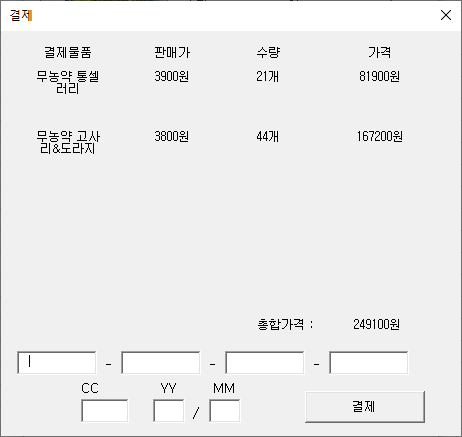 결제
결제물품 판매가 수량 가격
무농약 통셀 3900원 21개 81900원
러리
무농약 고사 3800원 44개 167200원
리&도라지
총합가격 : 249100원
- - -
CC YY MM
/ 결제